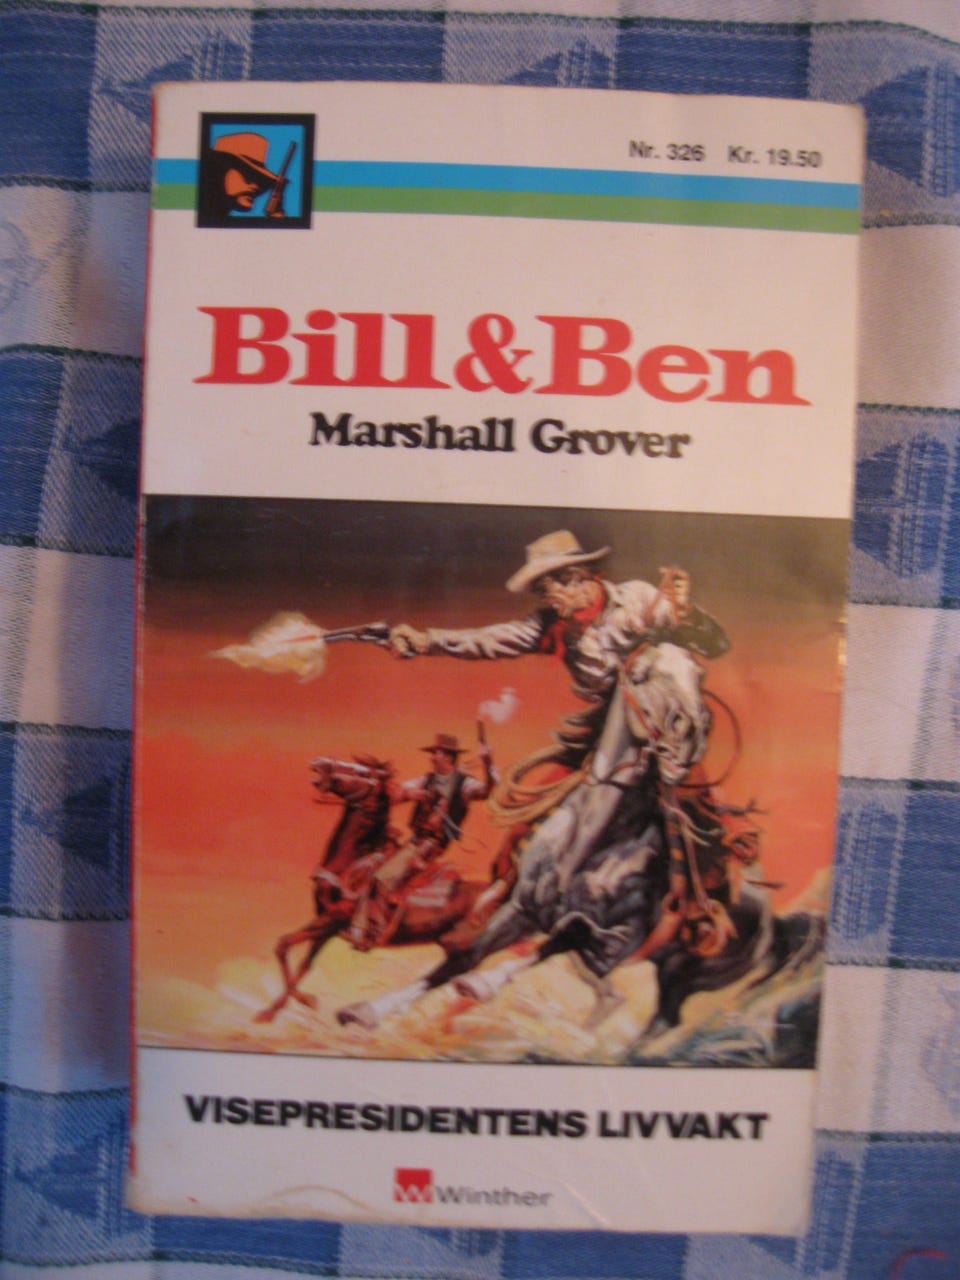 Nr. 326 Kr. 19.50
Bill&Ben
Marshall Grover
VISEPRESIDENTENS LIVVAKT
W Winther